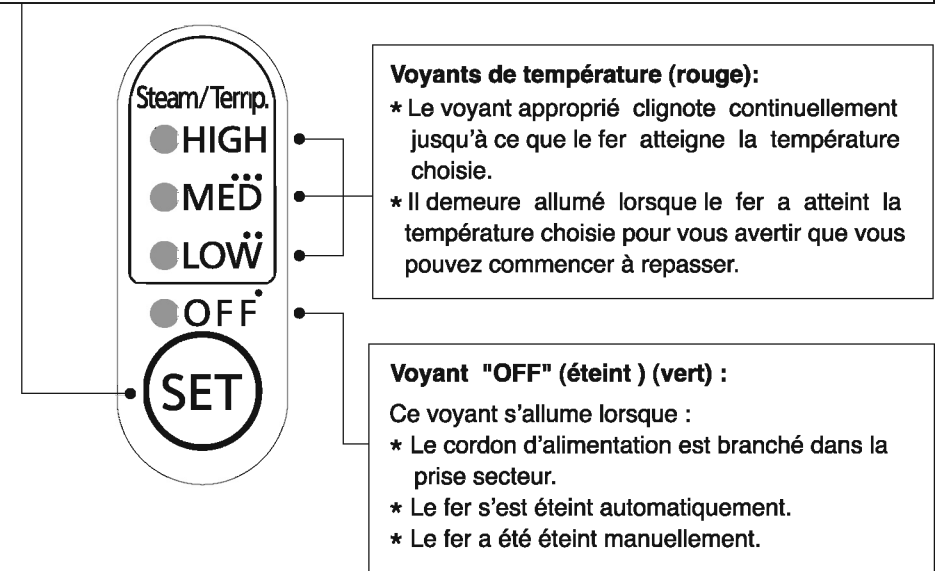 Steam/Temp.
HIGH
•••
MED
••
LOW
•
OFF
SET
Voyants de température (rouge):
* Le voyant approprié clignote continuellement
jusqu'à ce que le fer atteigne la température
choisie.
* Il demeure allumé lorsque le fer a atteint la
température choisie pour vous avertir que vous
pouvez commencer à repasser.
Voyant "OFF" (éteint ) (vert) :
Ce voyant s'allume lorsque :
* Le cordon d'alimentation est branché dans la
prise secteur.
* Le fer s'est éteint automatiquement.
* Le fer a été éteint manuellement.